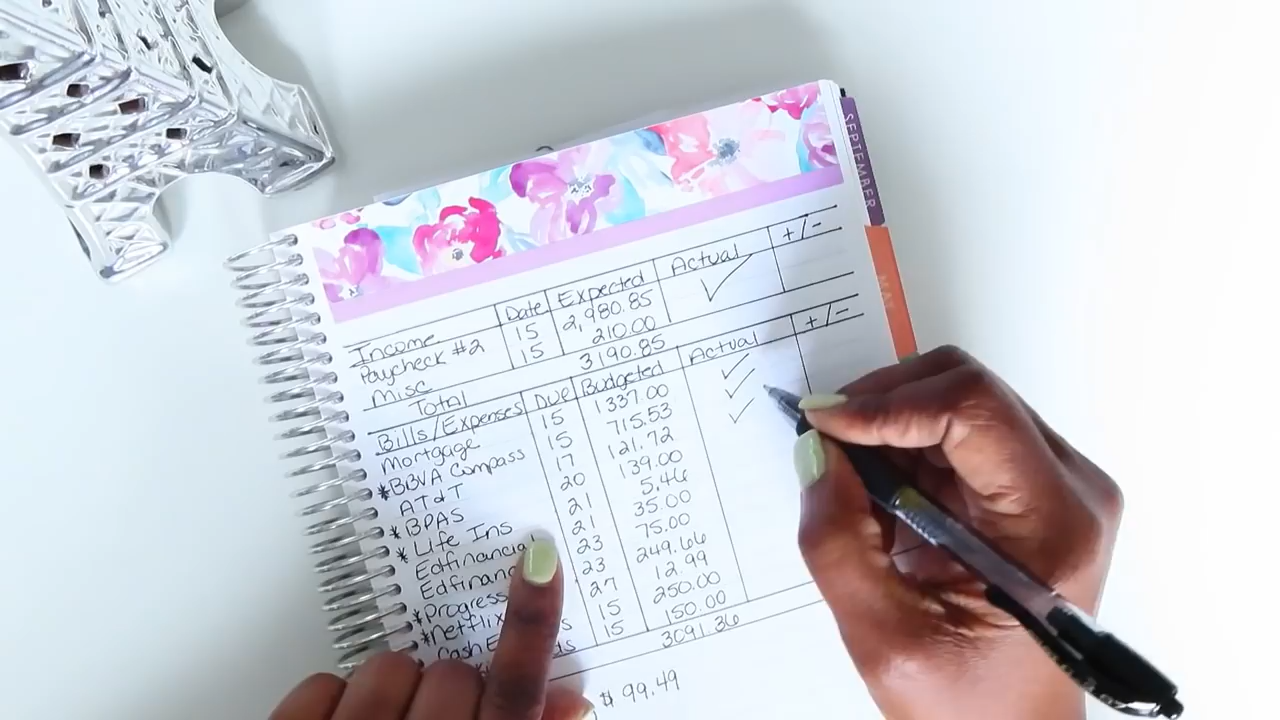 SEPTEMBER
MAY
Income Date Expected Actual +/-
Paycheck #2 15 2,980.85 ✓
Misc 15 210.00
Total 3190.85
Bills/Expenses Due Budgeted Actual +/-
Mortgage 15 1337.00 ✓
*BBVA Compass 15 715.53 ✓
AT&T 17 121.72 ✓
*BPAS 20 139.00
*Life Ins 21 5.46
Edfinancial 21 35.00
23 75.00
23 249.66
*Netflix 27 12.99
Cash 15 250.00
15 150.00
3091.36
$99.49